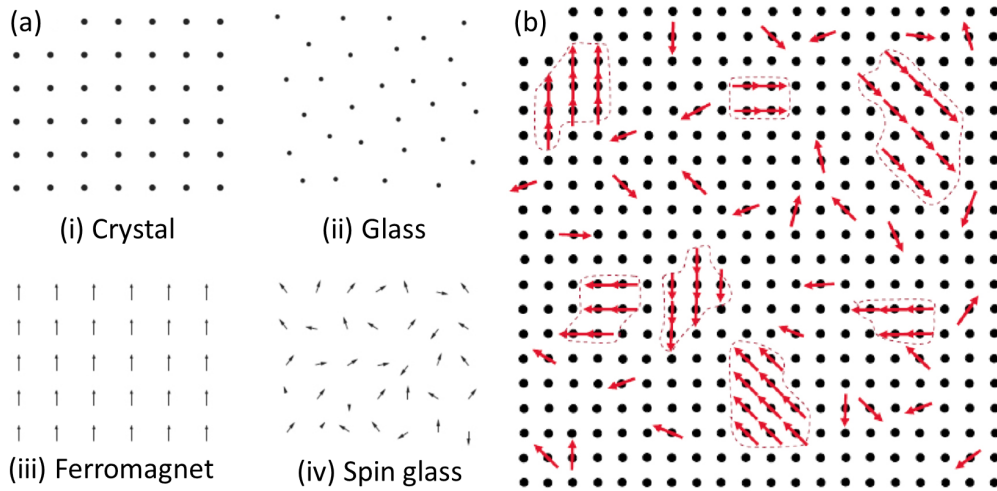 (a)
(b)
(i) Crystal
(ii) Glass
(iii) Ferromagnet
(iv) Spin glass